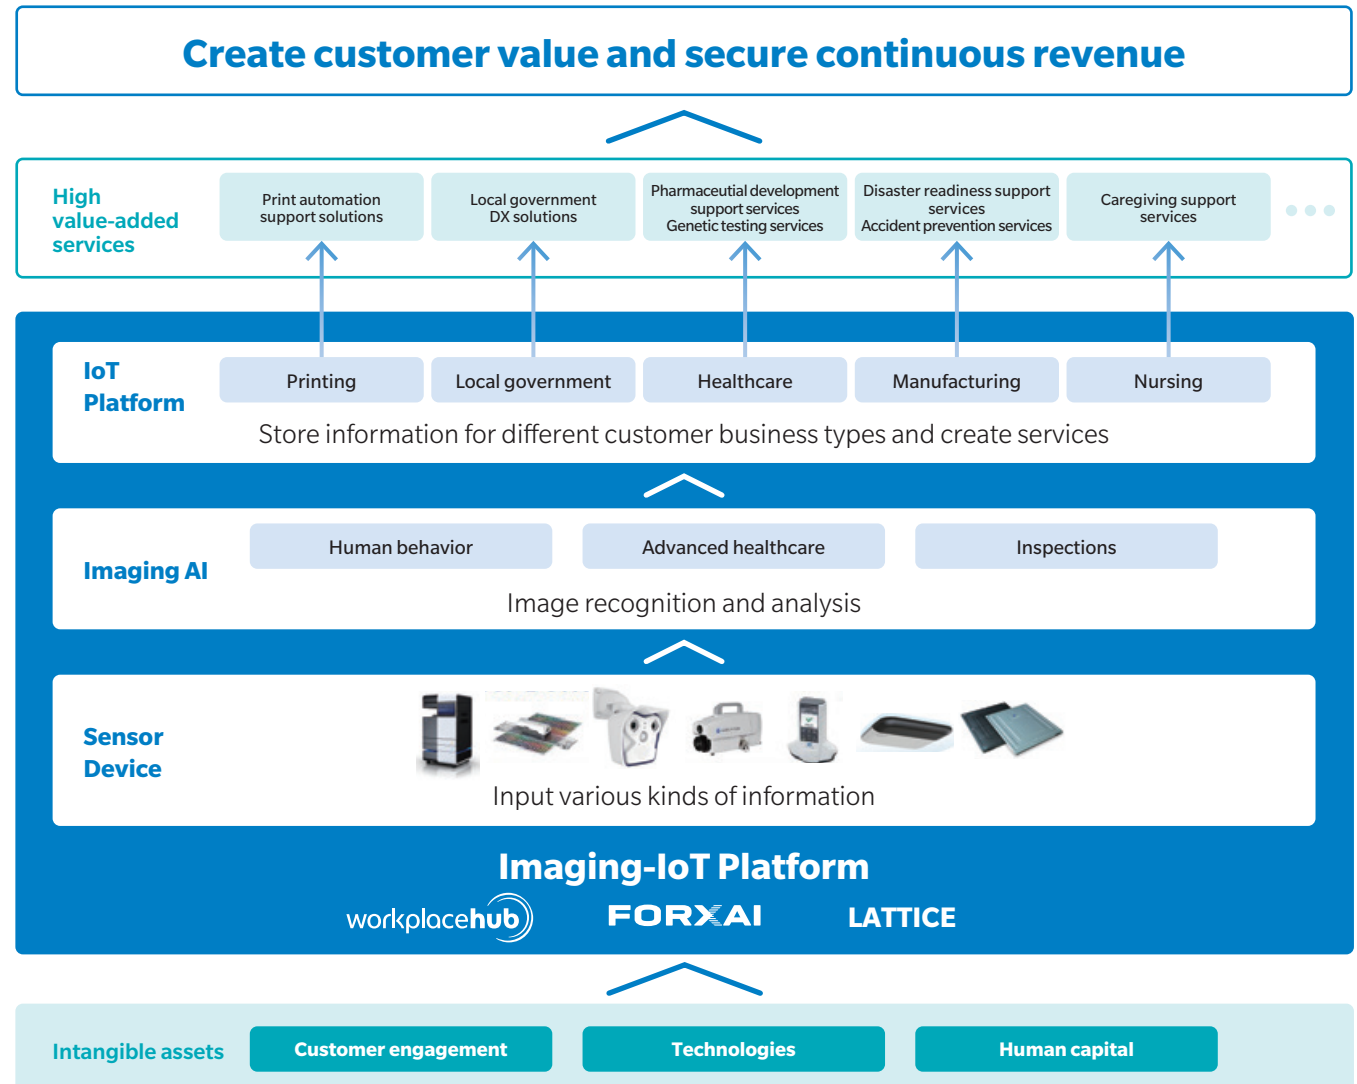 Create customer value and secure continuous revenue
High
value-added
services
Print automation
support solutions
Local government
DX solutions
Pharmaceutial development
support services
Genetic testing services
Disaster readiness support
services
Accident prevention services
Caregiving support
services
IoT
Platform
Printing
Local government
Healthcare
Manufacturing
Nursing
Store information for different customer business types and create services
Imaging AI
Human behavior
Advanced healthcare
Inspections
Image recognition and analysis
Sensor
Device
Input various kinds of information
Imaging-IoT Platform
workplacehub
FORXAI
LATTICE
Intangible assets
Customer engagement
Technologies
Human capital